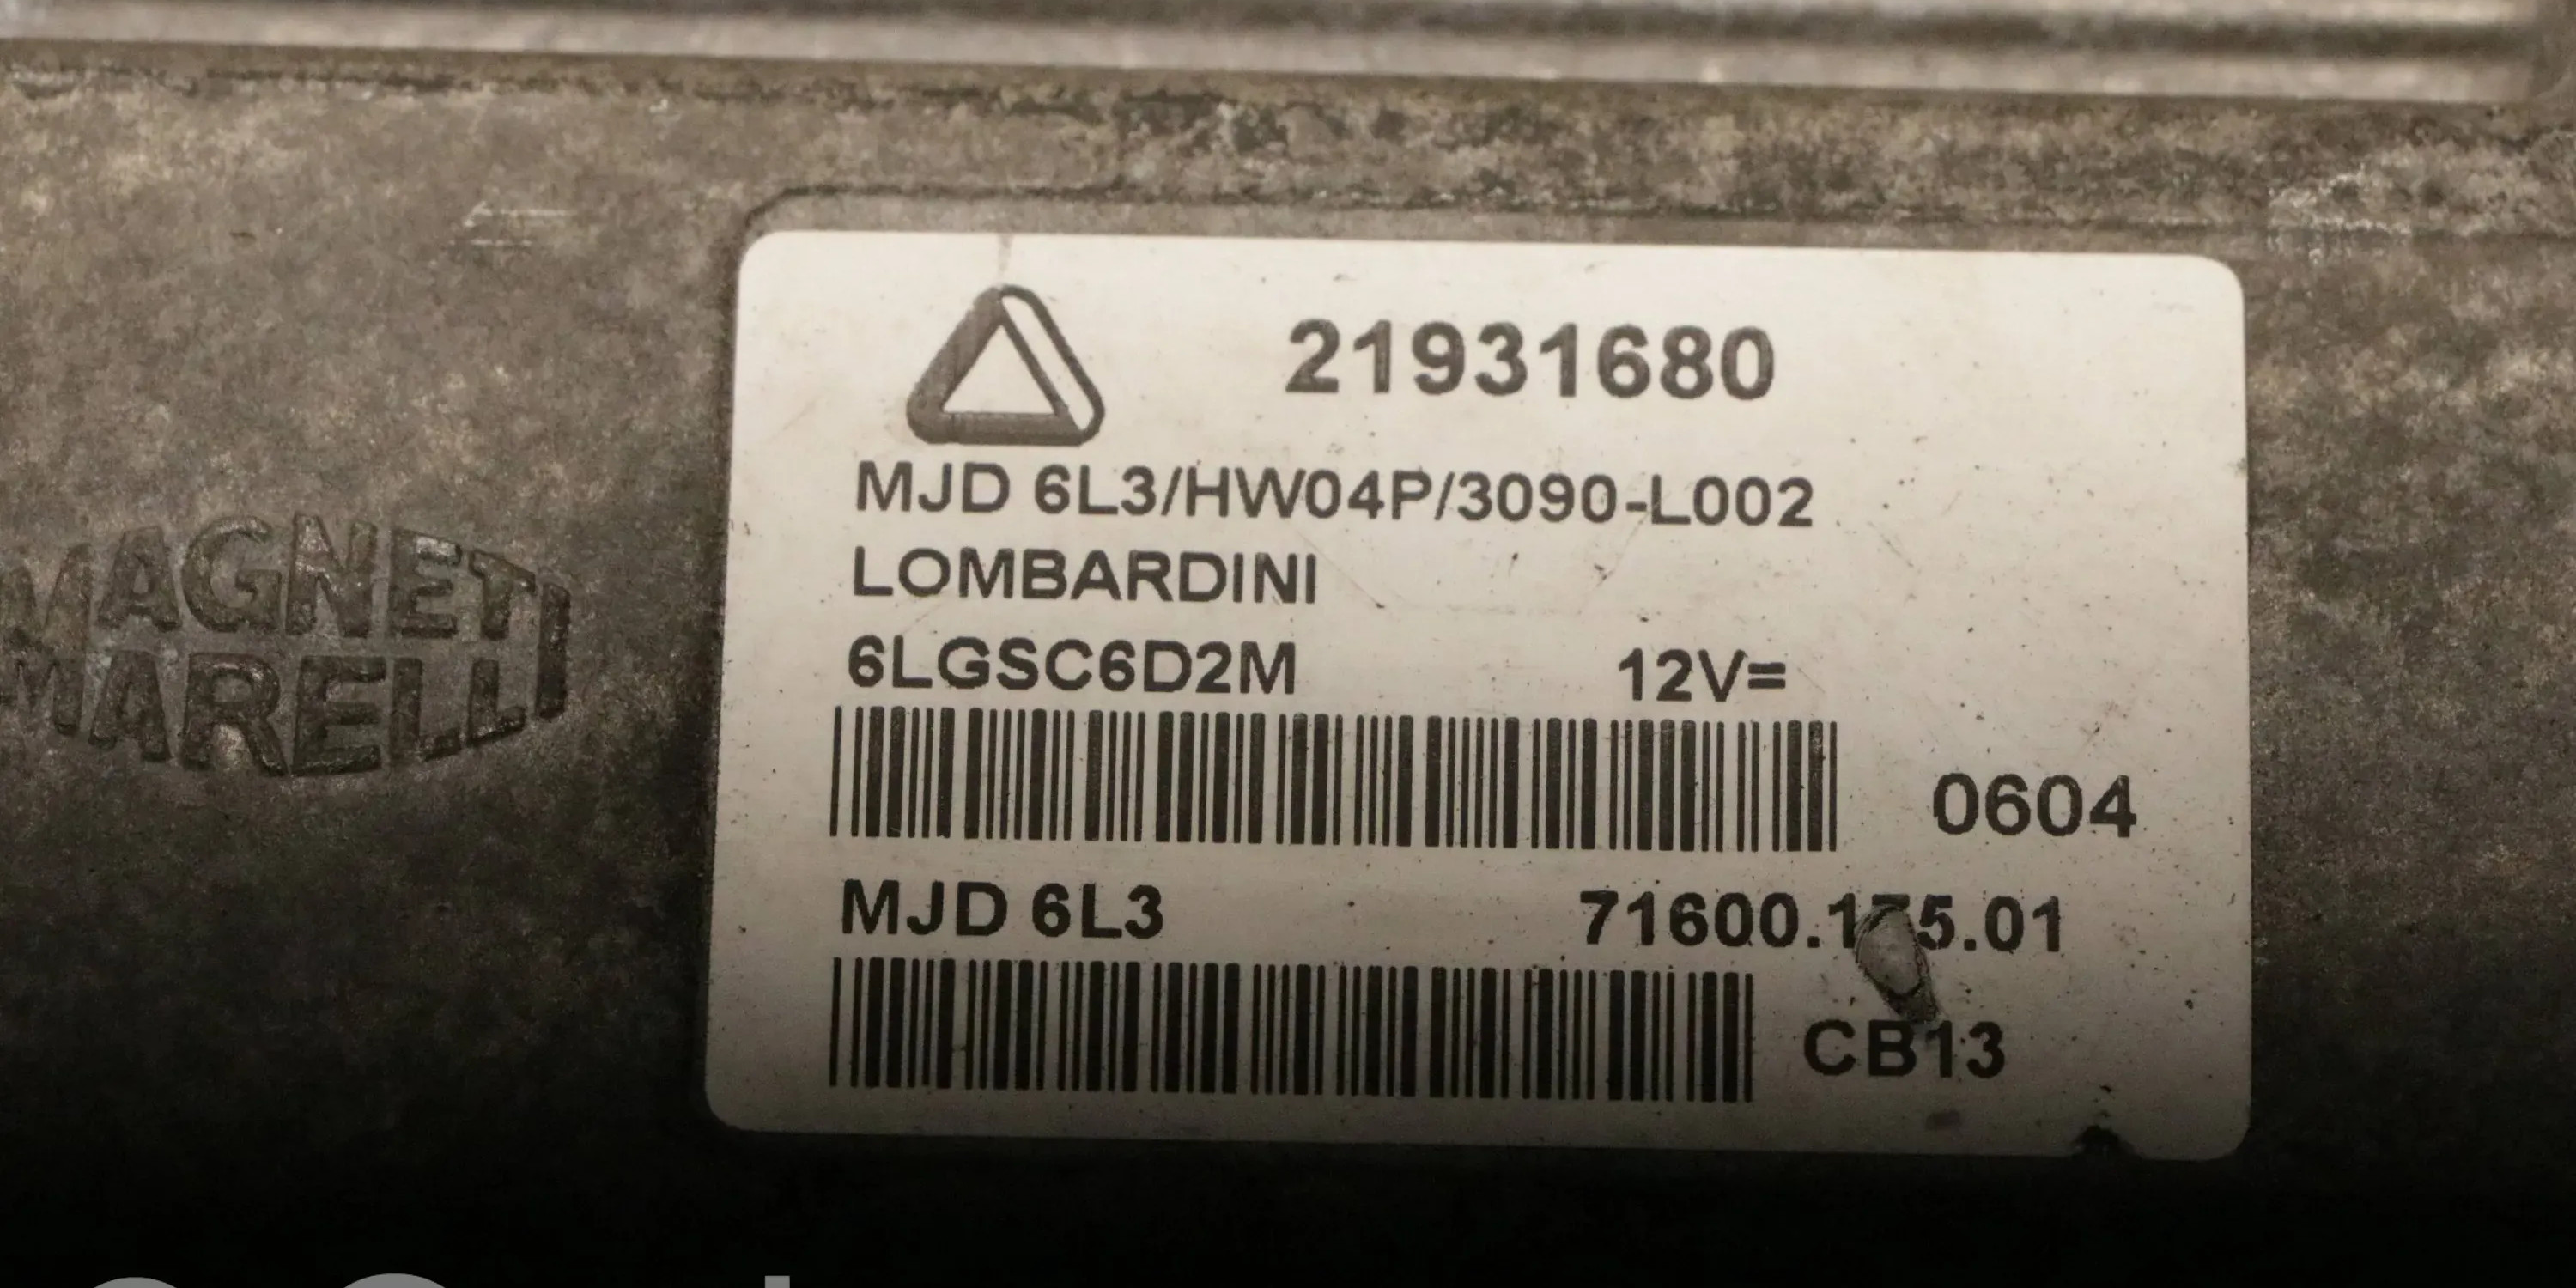 MAGNETI
MARELLI
21931680
MJD 6L3/HW04P/3090-L002
LOMBARDINI
6LGSC6D2M 12V=
0604
MJD 6L3
CB13